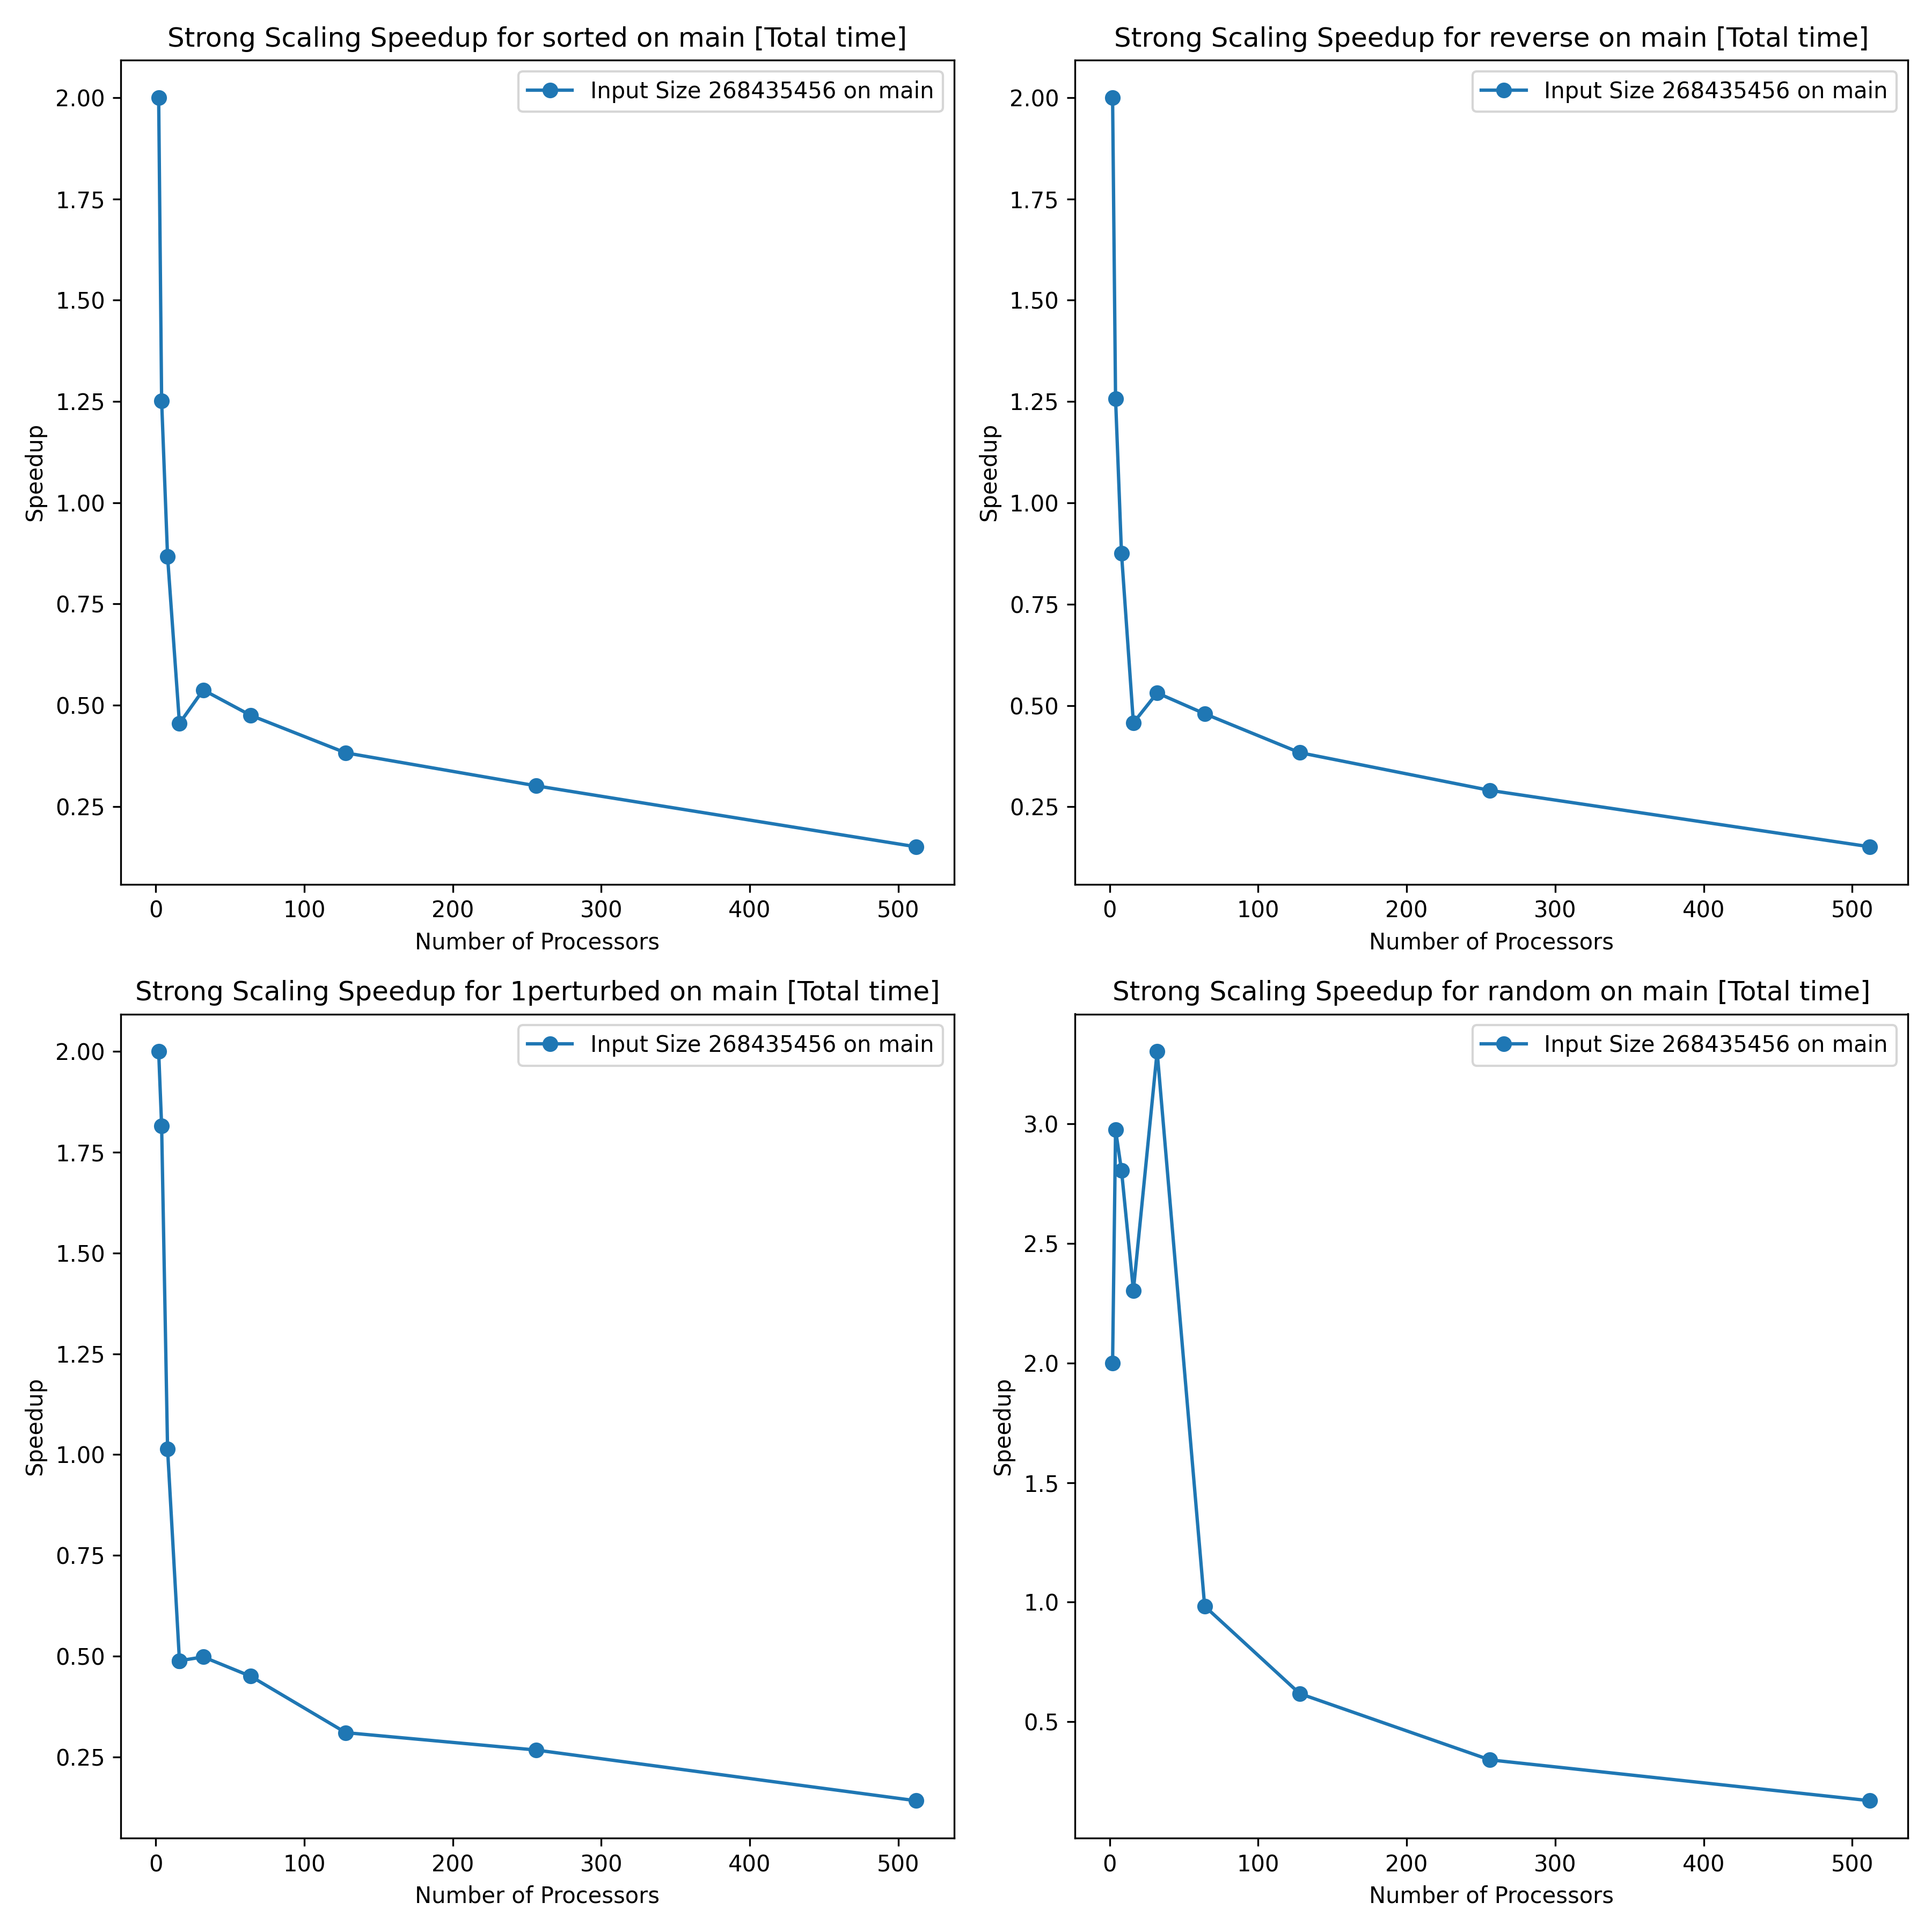 Strong Scaling Speedup for sorted on main [Total time]
Input Size 268435456 on main
2.00
1.75
1.50
1.25
1.00
0.75
0.50
0.25
Speedup
0 100 200 300 400 500
Number of Processors
Strong Scaling Speedup for reverse on main [Total time]
Input Size 268435456 on main
2.00
1.75
1.50
1.25
1.00
0.75
0.50
0.25
Speedup
0 100 200 300 400 500
Number of Processors
Strong Scaling Speedup for 1perturbed on main [Total time]
Input Size 268435456 on main
2.00
1.75
1.50
1.25
1.00
0.75
0.50
0.25
Speedup
0 100 200 300 400 500
Number of Processors
Strong Scaling Speedup for random on main [Total time]
Input Size 268435456 on main
3.0
2.5
2.0
1.5
1.0
0.5
Speedup
0 100 200 300 400 500
Number of Processors